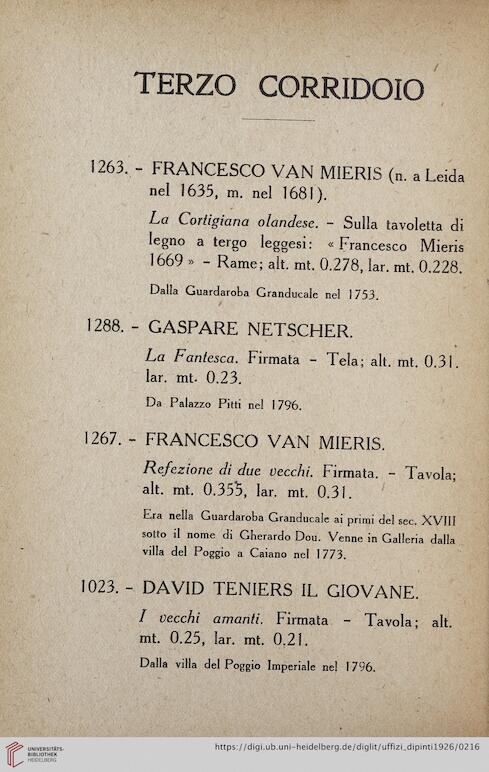 TERZO CORRIDOIO
1263. - FRANCESCO VAN MIERIS (n. a Leida
nel 1635, m. nel 1681).
La Cortigiana olandese. - Sulla tavoletta di
legno a tergo leggesi: « Francesco Mieris
1669 » - Rame; alt. mt. 0.278, lar. mt. 0.228.
Dalla Guardaroba Granducale nel 1753.
1288. - GASPARE NETSCHER.
La Fantesca. Firmata - Tela; alt. mt. 0.31.
lar. mt. 0.23.
Da Palazzo Pitti nel 1796.
1267. - FRANCESCO VAN MIERIS.
Refezione di due vecchi. Firmata. - Tavola;
alt. mt. 0.355, lar. mt. 0.31.
Era nella Guardaroba Granducale ai primi del sec. XVIII
sotto il nome di Gherardo Dou. Venne in Galleria dalla
villa del Poggio a Caiano nel 1773.
1023. - DAVID TENIERS IL GIOVANE.
I vecchi amanti. Firmata - Tavola; alt.
mt. 0.25, lar. mt. 0.21.
Dalla villa del Poggio Imperiale nel 1796.
UNIVERSITÄTS-
BIBLIOTHEK
HEIDELBERG
https://digi.ub.uni-heidelberg.de/diglit/uffizi_dipinti1926/0216